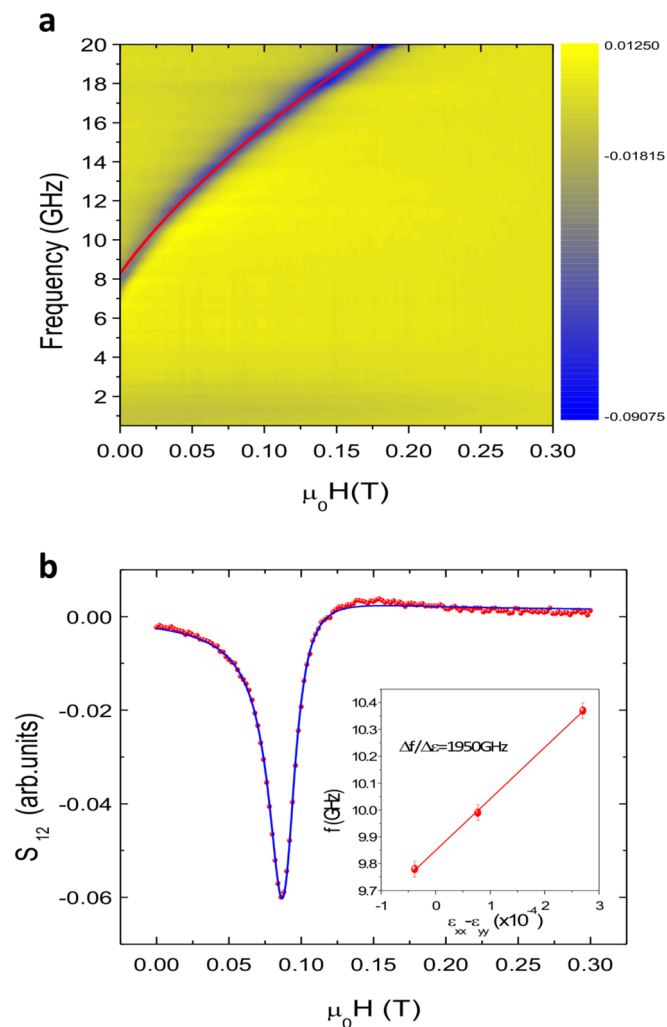 a
20
18
16
14
12
10
8
6
4
2
Frequency (GHz)
0.00 0.05 0.10 0.15 0.20 0.25 0.30
μ₀H(T)
0.01250
-0.01815
-0.09075
b
0.00
-0.02
-0.04
-0.06
S₁₂ (arb.units)
0.00 0.05 0.10 0.15 0.20 0.25 0.30
μ₀H (T)
10.4
10.3
10.2
10.1
10.0
9.9
9.8
9.7
f (GHz)
Δf/Δε=1950GHz
-1 0 1 2 3
εₓₓ-εᵧᵧ (x10⁻⁴)